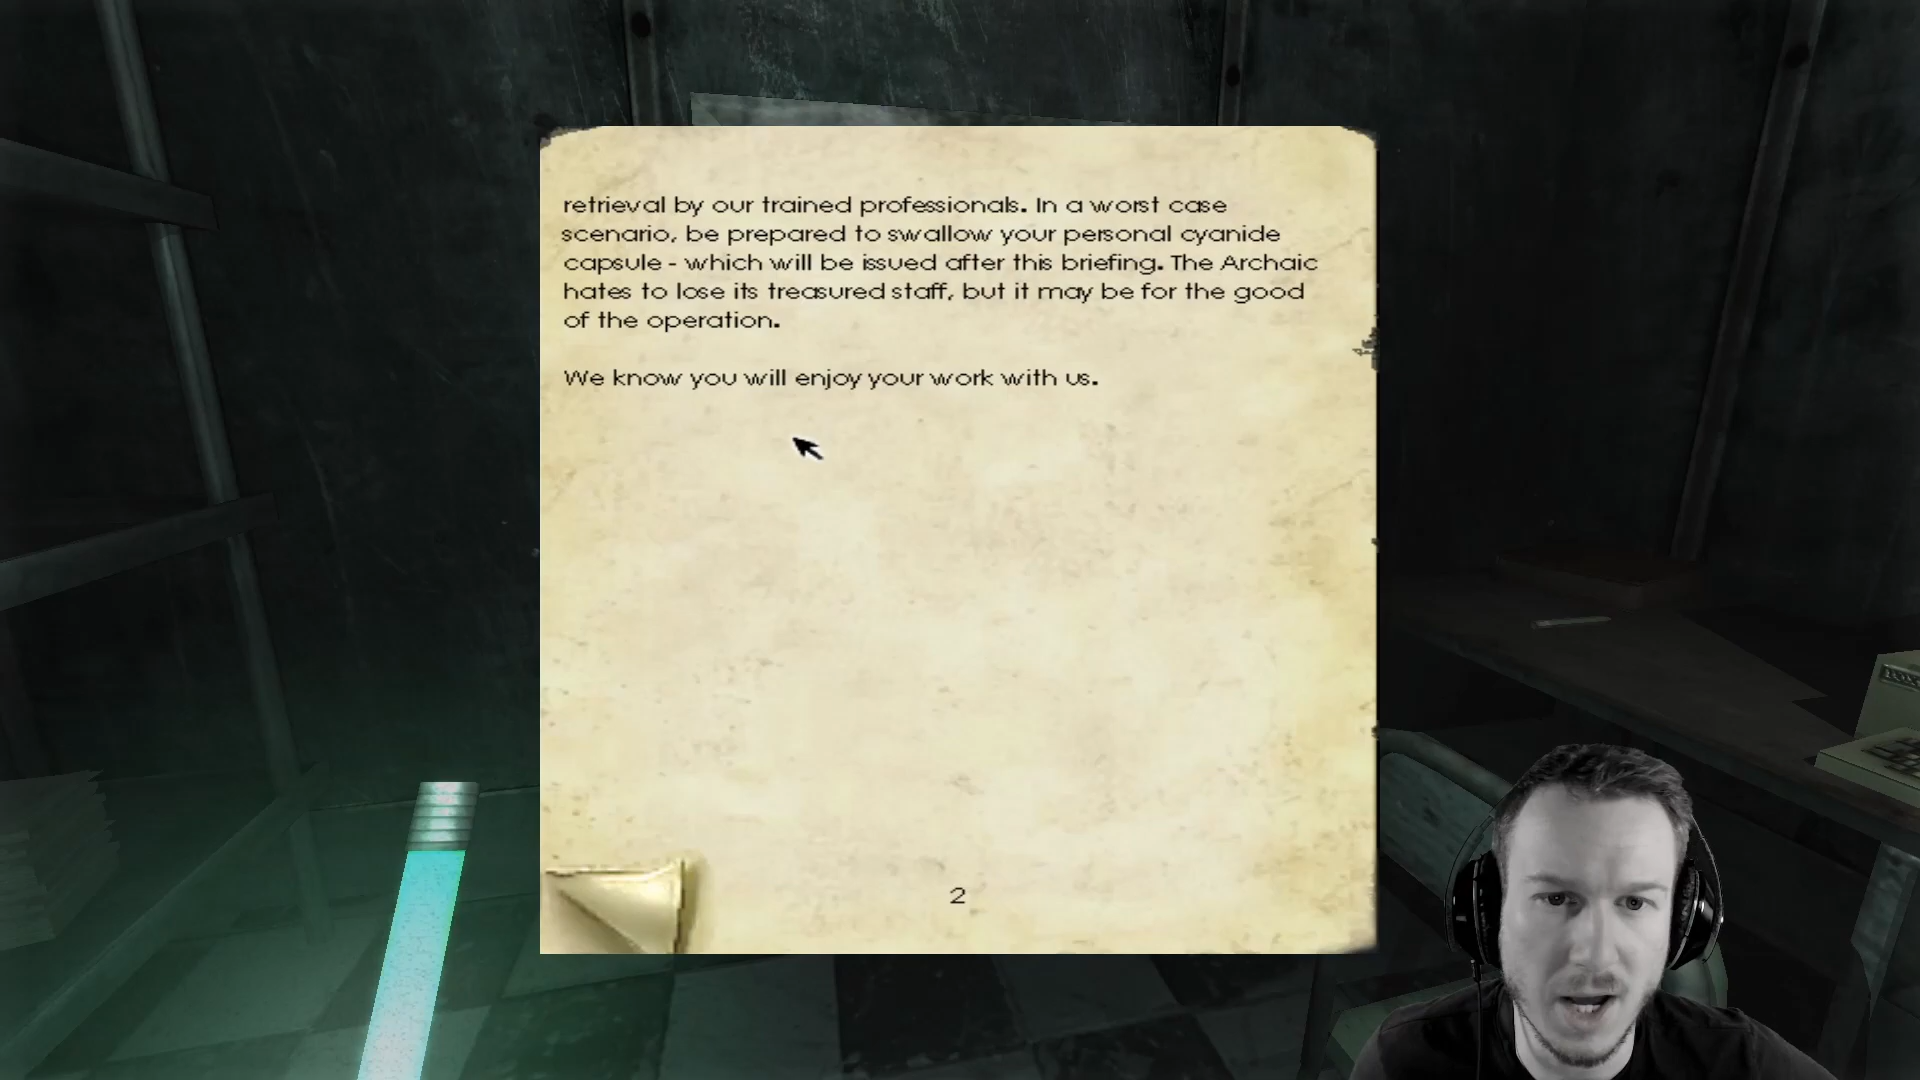 retrieval by our trained professionals. In a worst case
scenario, be prepared to swallow your personal cyanide
capsule - which will be issued after this briefing. The Archaic
hates to lose its treasured staff, but it may be for the good
of the operation.
We know you will enjoy your work with us.
2